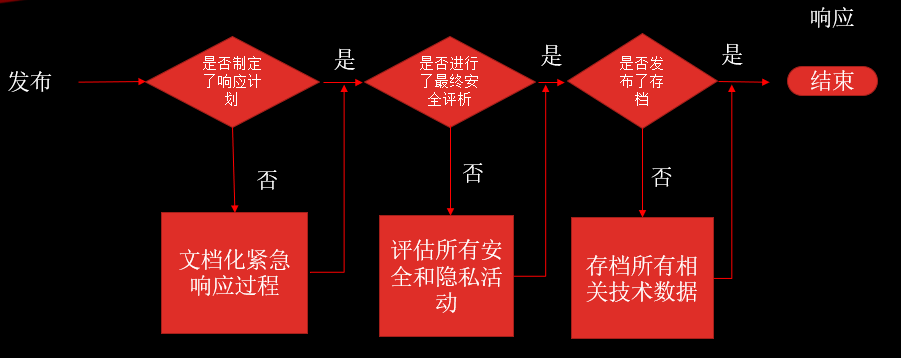 响应
发布
是否制定
了响应计
划
是
是否进行
了最终安
全评析
是
是否发
布了存
档
是
结束
否
否
否
文档化紧急
响应过程
评估所有安
全和隐私活
动
存档所有相
关技术数据